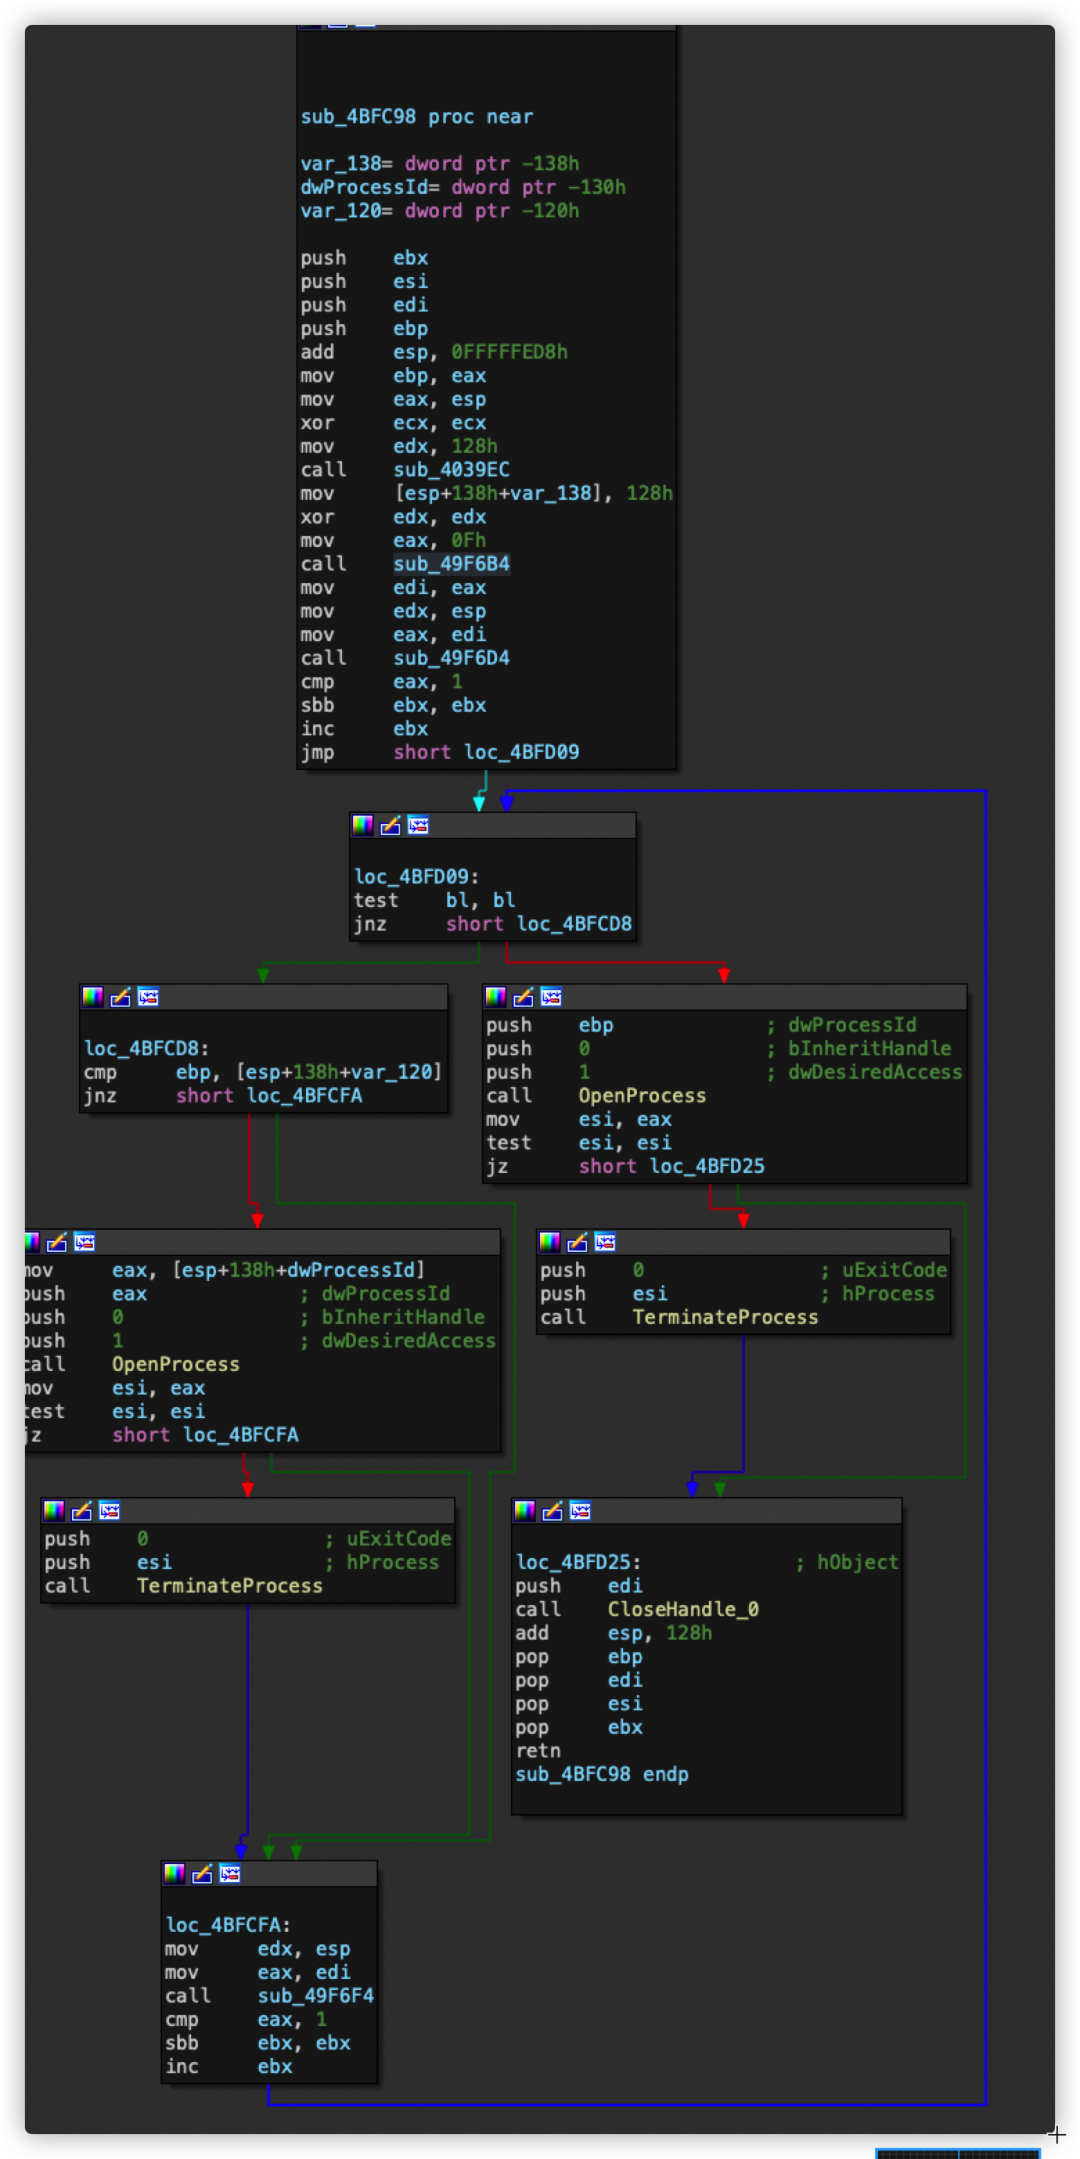 sub_4BFC98 proc near
var_138= dword ptr -138h
dwProcessId= dword ptr -130h
var_120= dword ptr -120h
push ebx
push esi
push edi
push ebp
add esp, 0FFFFFED8h
mov ebp, eax
mov eax, esp
xor ecx, ecx
mov edx, 128h
call sub_4039EC
mov [esp+138h+var_138], 128h
xor edx, edx
mov eax, 0Fh
call sub_49F6B4
mov edi, eax
mov edx, esp
mov eax, edi
call sub_49F6D4
cmp eax, 1
sbb ebx, ebx
inc ebx
jmp short loc_4BFD09
loc_4BFD09:
test bl, bl
jnz short loc_4BFCD8
loc_4BFCD8:
cmp ebp, [esp+138h+var_120]
jnz short loc_4BFCFA
push ebp ; dwProcessId
push 0 ; bInheritHandle
push 1 ; dwDesiredAccess
call OpenProcess
mov esi, eax
test esi, esi
jz short loc_4BFD25
mov eax, [esp+138h+dwProcessId]
push eax ; dwProcessId
push 0 ; bInheritHandle
push 1 ; dwDesiredAccess
call OpenProcess
mov esi, eax
test esi, esi
jz short loc_4BFCFA
push 0 ; uExitCode
push esi ; hProcess
call TerminateProcess
push 0 ; uExitCode
push esi ; hProcess
call TerminateProcess
loc_4BFD25: ; hObject
push edi
call CloseHandle_0
add esp, 128h
pop ebp
pop edi
pop esi
pop ebx
retn
sub_4BFC98 endp
loc_4BFCFA:
mov edx, esp
mov eax, edi
call sub_49F6F4
cmp eax, 1
sbb ebx, ebx
inc ebx